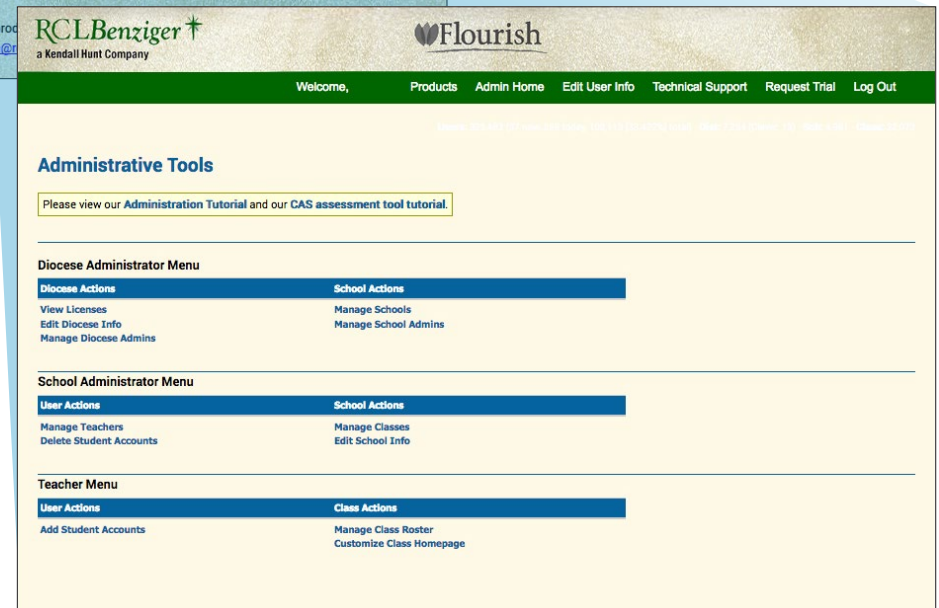 RCLBenziger
a Kendall Hunt Company
Flourish
Welcome, Products Admin Home Edit User Info Technical Support Request Trial Log Out
Administrative Tools
Please view our Administration Tutorial and our CAS assessment tool tutorial.
Diocese Administrator Menu
Diocese Actions School Actions
View Licenses Manage Schools
Edit Diocese Info Manage School Admins
Manage Diocese Admins
School Administrator Menu
User Actions School Actions
Manage Teachers Manage Classes
Delete Student Accounts Edit School Info
Teacher Menu
User Actions Class Actions
Add Student Accounts Manage Class Roster
Customize Class Homepage